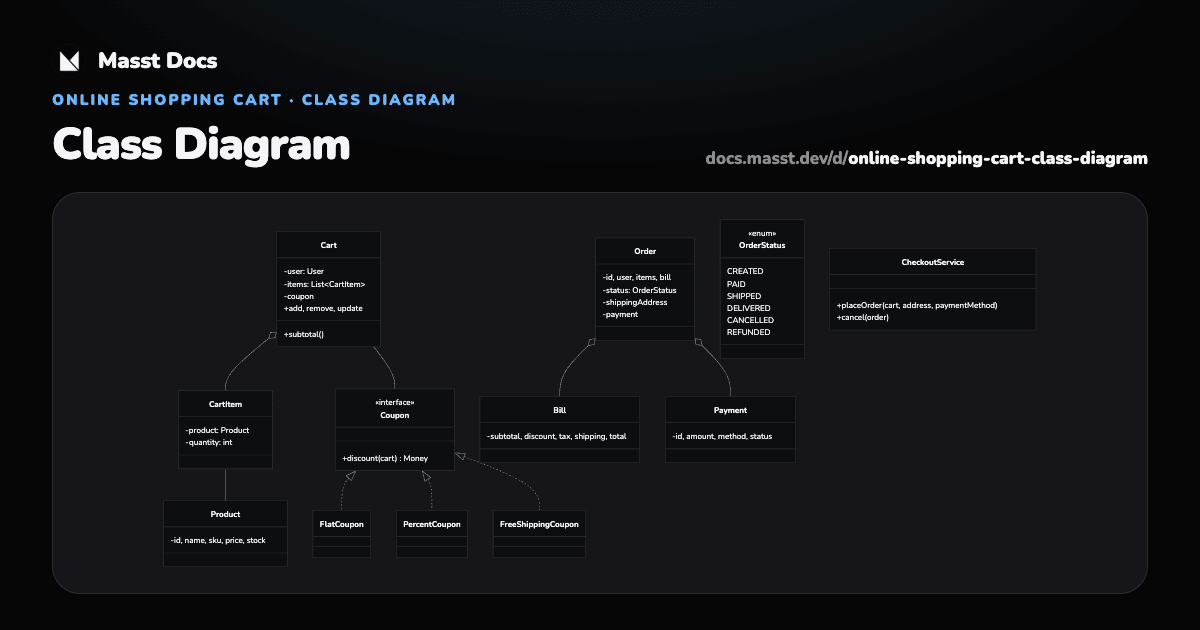 Masst Docs
ONLINE SHOPPING CART · CLASS DIAGRAM
Class Diagram
docs.masst.dev/d/online-shopping-cart-class-diagram
Cart
-user: User
-items: List<CartItem>
-coupon
+add, remove, update
+subtotal()
Order
-id, user, items, bill
-status: OrderStatus
-shippingAddress
-payment
«enum»
OrderStatus
CREATED
PAID
SHIPPED
DELIVERED
CANCELLED
REFUNDED
CheckoutService
+placeOrder(cart, address, paymentMethod)
+cancel(order)
CartItem
-product: Product
-quantity: int
«interface»
Coupon
+discount(cart) : Money
Bill
-subtotal, discount, tax, shipping, total
Payment
-id, amount, method, status
Product
-id, name, sku, price, stock
FlatCoupon
PercentCoupon
FreeShippingCoupon